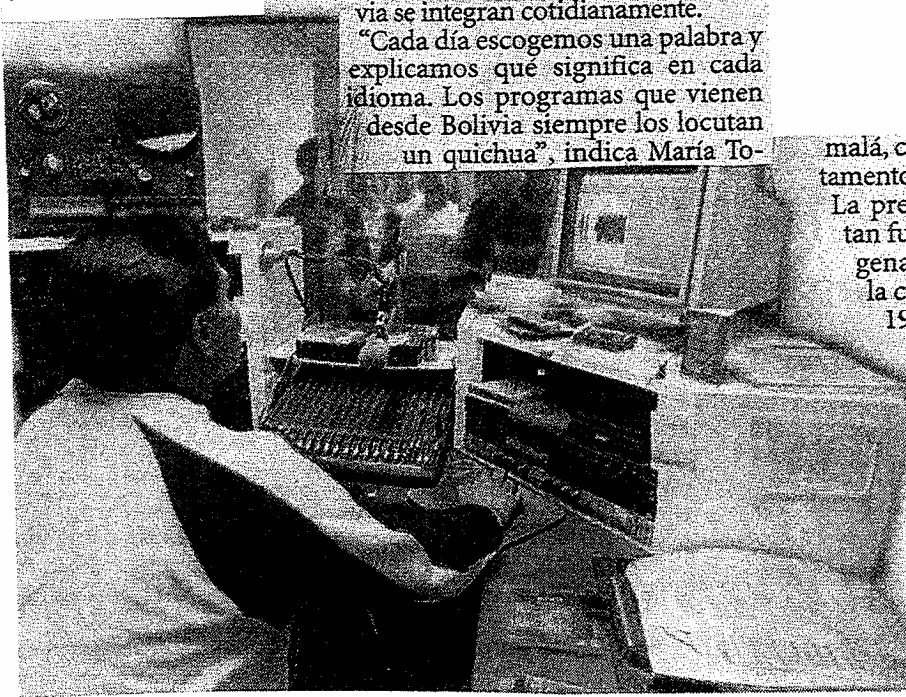 via se integran cotidianamente.
“Cada día escogemos una palabra y
explicamos qué significa en cada
idioma. Los programas que vienen
desde Bolivia siempre los locutan
un quichua”, indica María To-
malá, c
tamento
La pre
tan fu
gena
la c
19